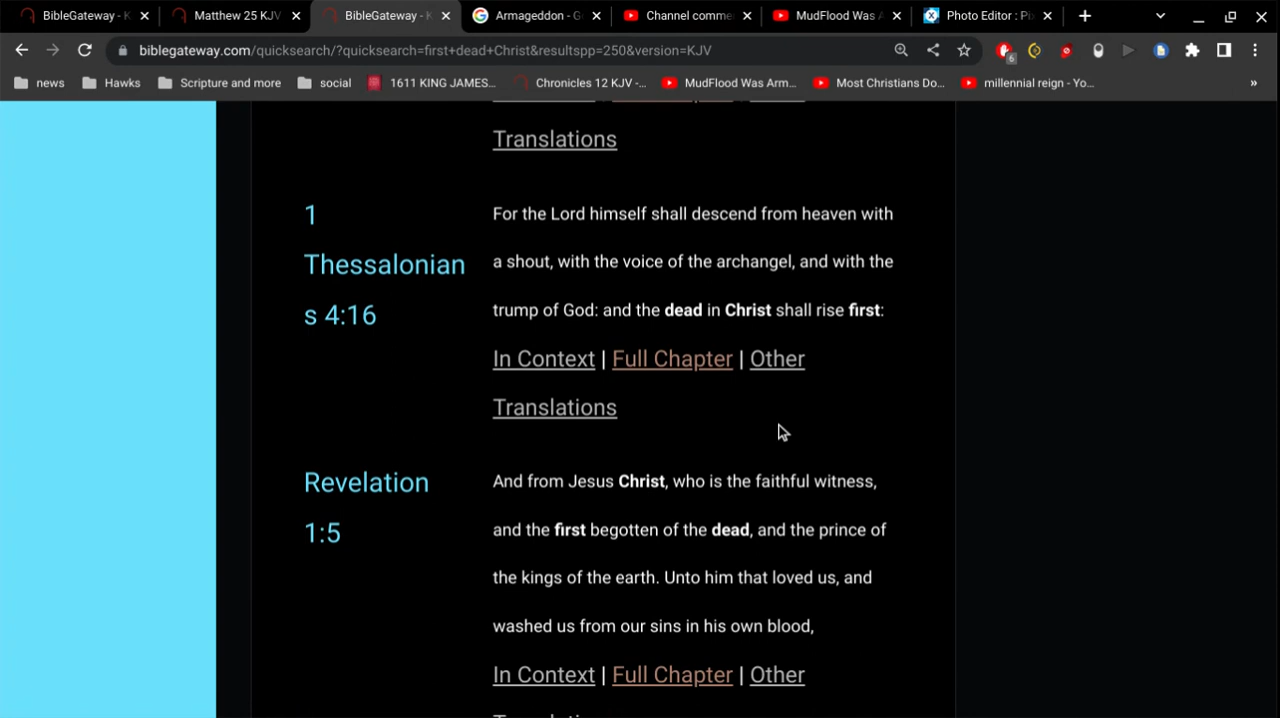 BibleGateway - K
Matthew 25 KJV
BibleGateway - K
Armageddon - G
Channel comme
MudFlood Was A
Photo Editor : Pi
biblegateway.com/quicksearch/?quicksearch=first+dead+Christ&resultspp=250&version=KJV
6
news
Hawks
Scripture and more
social
1611 KING JAMES...
Chronicles 12 KJV -...
MudFlood Was Arm...
Most Christians Do...
millennial reign - Yo...
»
Translations
1
Thessalonian
s 4:16
For the Lord himself shall descend from heaven with
a shout, with the voice of the archangel, and with the
trump of God: and the dead in Christ shall rise first:
In Context | Full Chapter | Other
Translations
Revelation
1:5
And from Jesus Christ, who is the faithful witness,
and the first begotten of the dead, and the prince of
the kings of the earth. Unto him that loved us, and
washed us from our sins in his own blood,
In Context | Full Chapter | Other